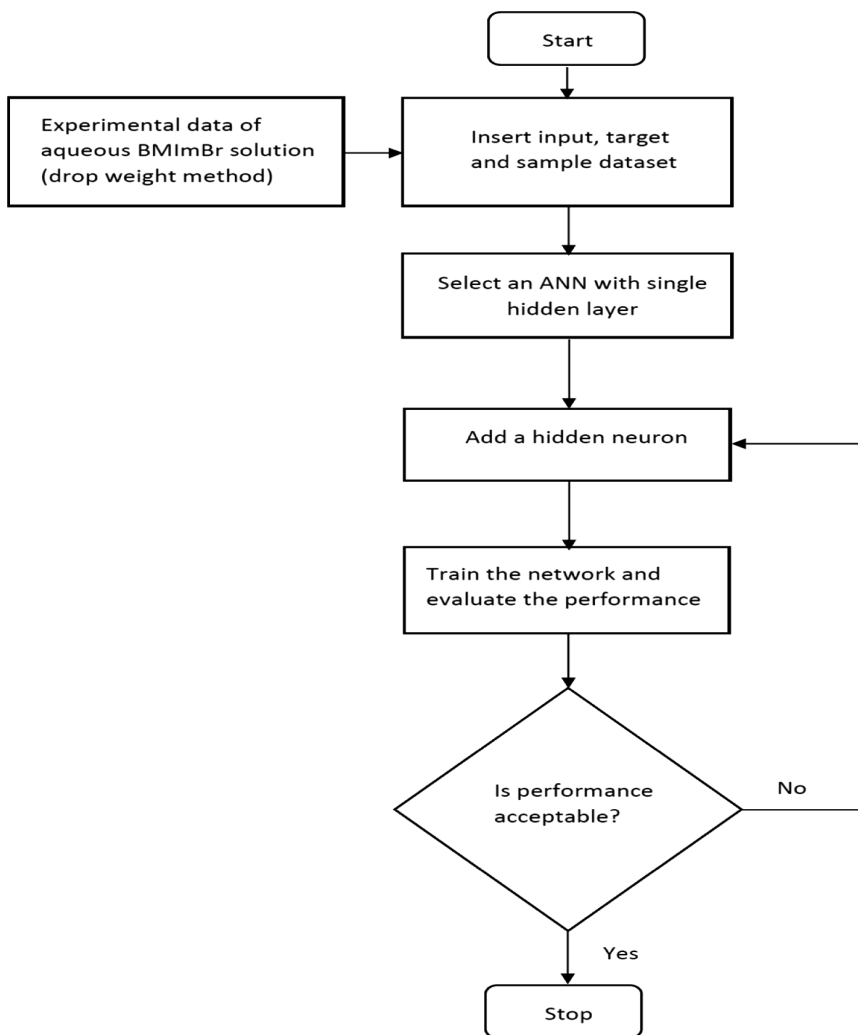 Start
Experimental data of
aqueous BMImBr solution
(drop weight method)
Insert input, target
and sample dataset
Select an ANN with single
hidden layer
Add a hidden neuron
Train the network and
evaluate the performance
Is performance
acceptable?
No
Yes
Stop